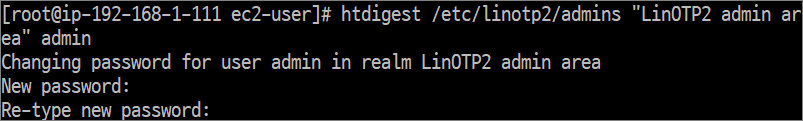 [root@ip-192-168-1-111 ec2-user]# htdigest /etc/linotp2/admins "LinOTP2 admin ar
ea" admin
Changing password for user admin in realm LinOTP2 admin area
New password:
Re-type new password: